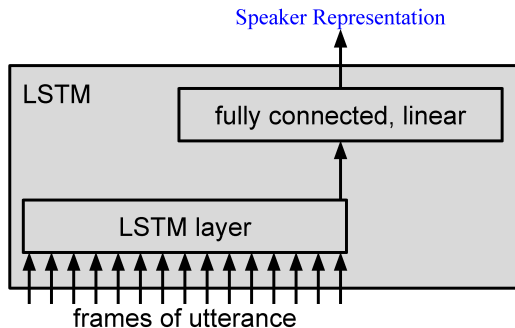 Speaker Representation
LSTM
fully connected, linear
LSTM layer
frames of utterance